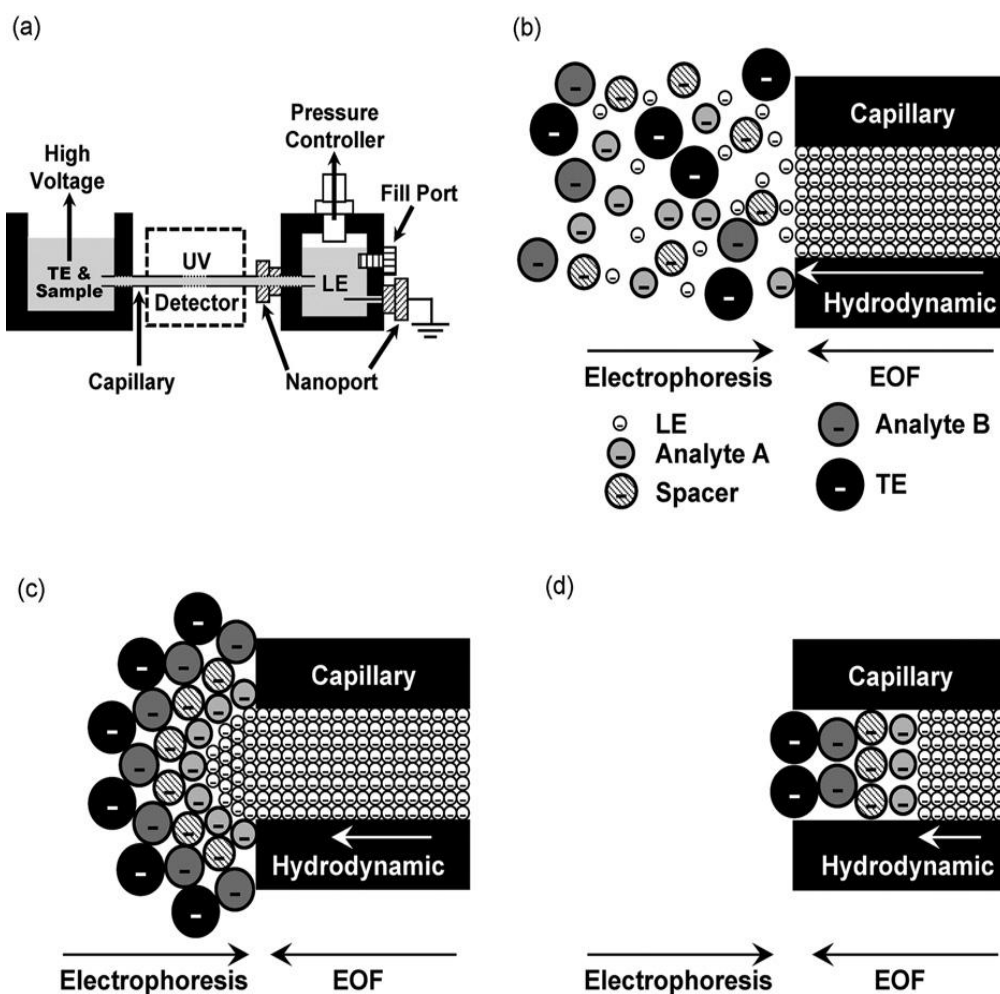 (a)
High
Voltage
Pressure
Controller
Fill Port
TE &
Sample
UV
Detector
LE
Capillary
Nanoport
(b)
Capillary
Hydrodynamic
Electrophoresis
EOF
LE
Analyte A
Spacer
Analyte B
TE
(c)
Capillary
Hydrodynamic
Electrophoresis
EOF
(d)
Capillary
Hydrodynamic
Electrophoresis
EOF